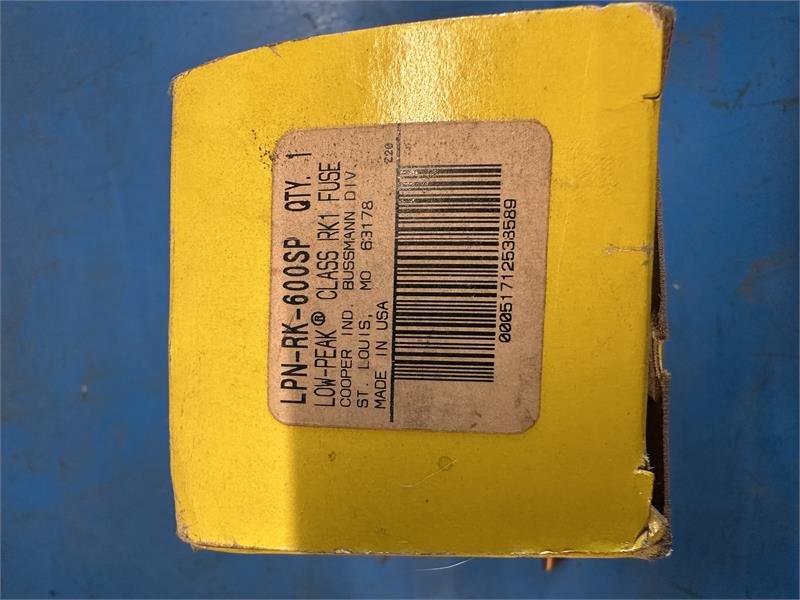 LPN-RK-600SP QTY. 1
LOW-PEAK® CLASS RK1 FUSE
COOPER IND. BUSSMANN DIV.
ST. LOUIS, MO 63178
MADE IN USA
220
00051712538589